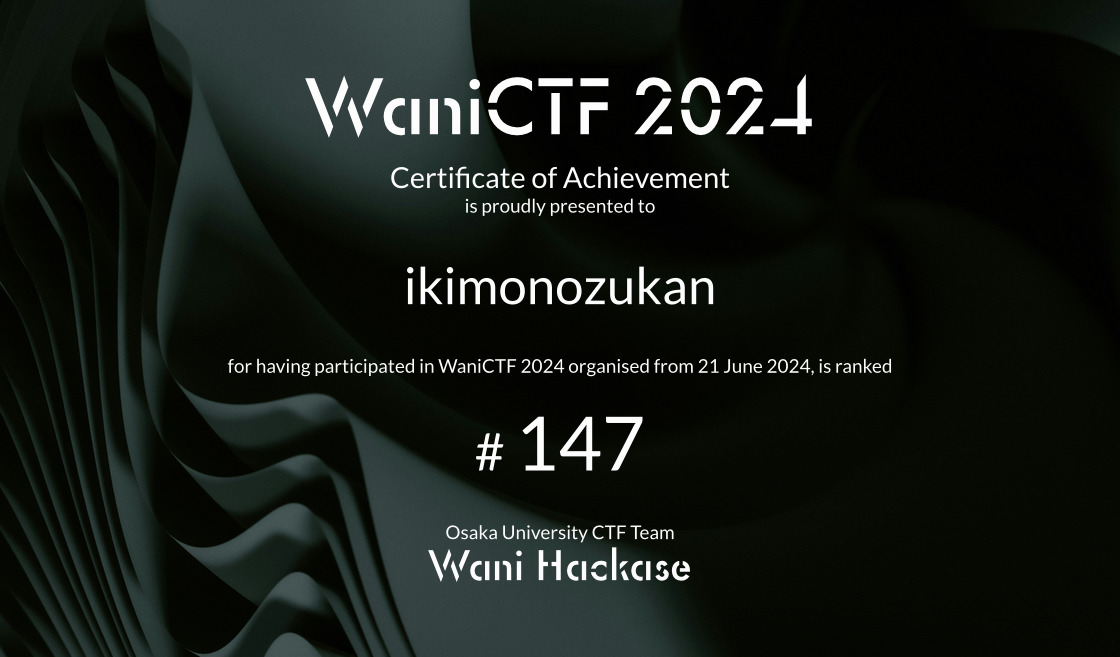 WaniCTF 2024
Certificate of Achievement
is proudly presented to
ikimonozukan
for having participated in WaniCTF 2024 organised from 21 June 2024, is ranked
# 147
Osaka University CTF Team
Wani Hackase